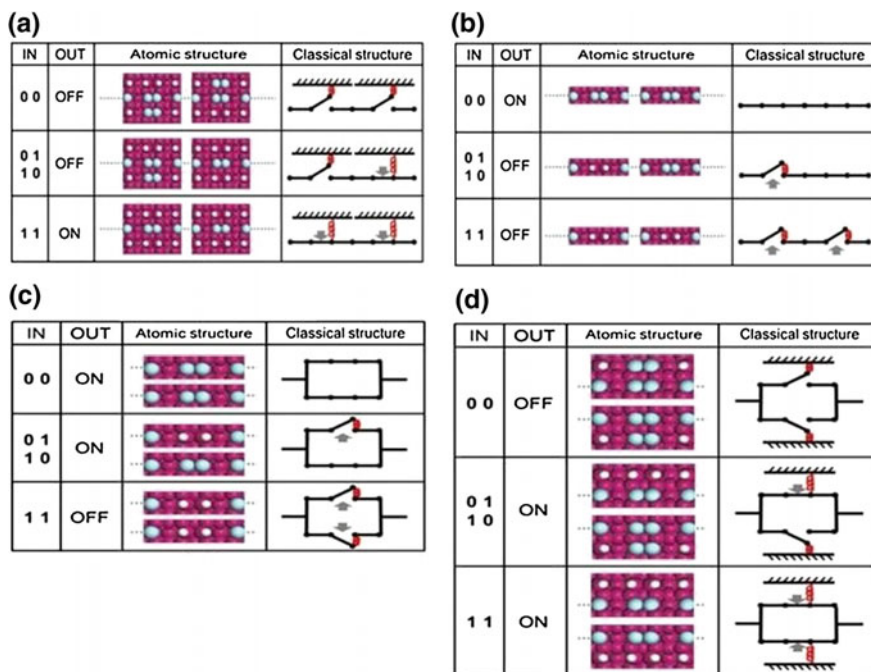 (a)
IN OUT Atomic structure Classical structure
0 0 OFF
0 1
1 0 OFF
1 1 ON
(b)
IN OUT Atomic structure Classical structure
0 0 ON
0 1
1 0 OFF
1 1 OFF
(c)
IN OUT Atomic structure Classical structure
0 0 ON
0 1
1 0 ON
1 1 OFF
(d)
IN OUT Atomic structure Classical structure
0 0 OFF
0 1
1 0 ON
1 1 ON